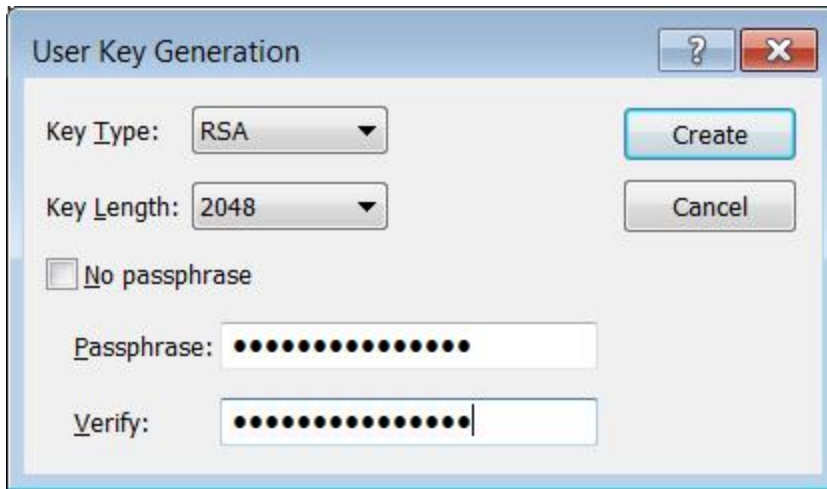 User Key Generation
?
Key Type: RSA
Create
Key Length: 2048
Cancel
No passphrase
Passphrase: •••••••••••••••
Verify: •••••••••••••••